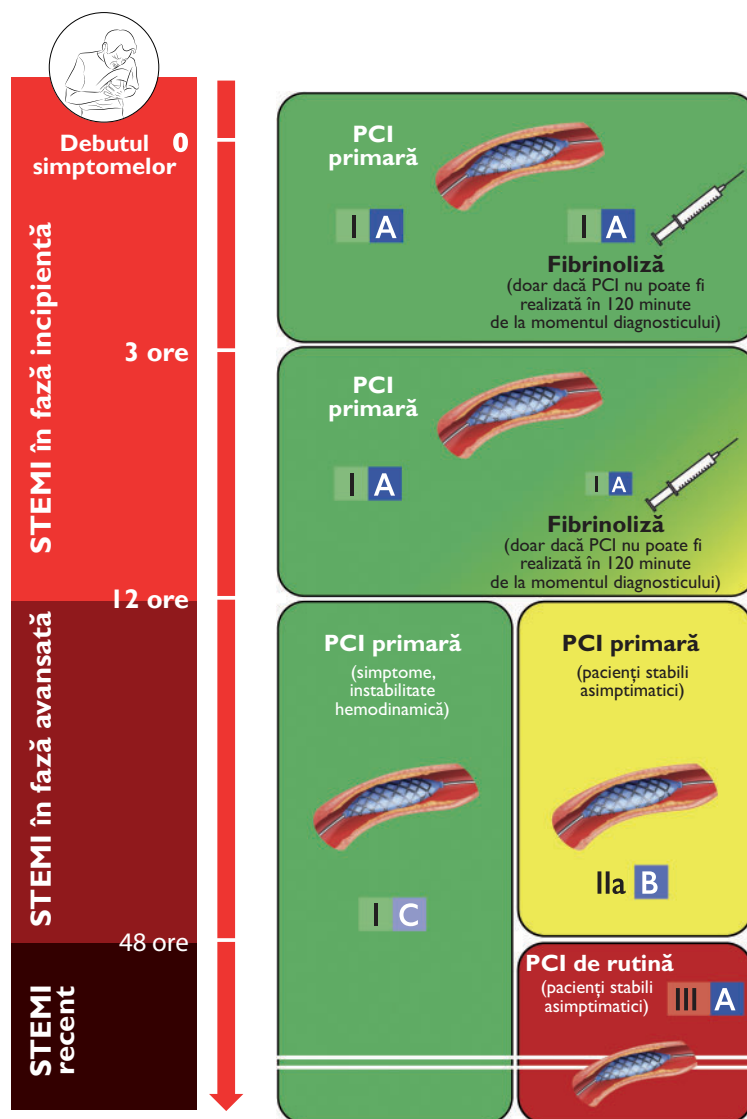 Debutul 0
simptomelor
STEMI în fază incipientă
3 ore
12 ore
STEMI în fază avansată
48 ore
STEMI
recent
PCI
primară
I A
I A
Fibrinoliză
(doar dacă PCI nu poate fi
realizată în 120 minute
de la momentul diagnosticului)
PCI
primară
I A
I A
Fibrinoliză
(doar dacă PCI nu poate fi
realizată în 120 minute
de la momentul diagnosticului)
PCI primară
(simptome,
instabilitate
hemodinamică)
I C
PCI primară
(pacienți stabili
asimptimatici)
IIa B
PCI de rutină
(pacienți stabili
asimptimatici)
III A